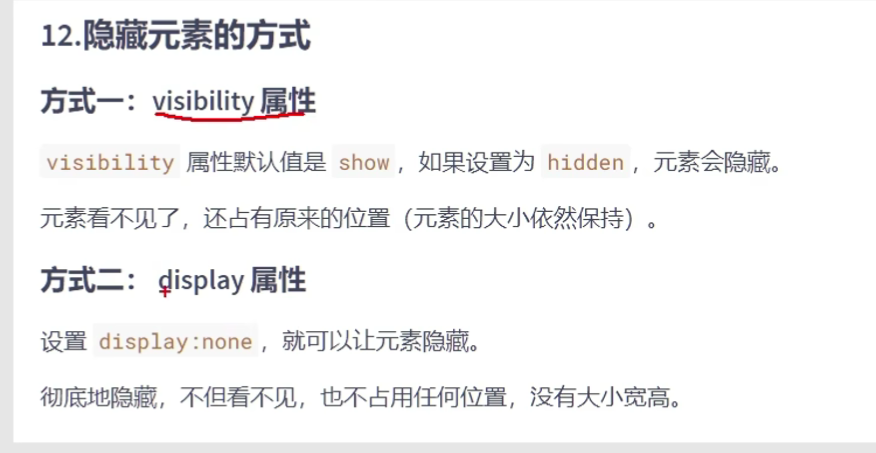 12.隐藏元素的方式
方式一：visibility 属性
visibility 属性默认值是 show，如果设置为 hidden，元素会隐藏。
元素看不见了，还占有原来的位置（元素的大小依然保持）。
方式二： display 属性
设置 display:none，就可以让元素隐藏。
彻底地隐藏，不但看不见，也不占用任何位置，没有大小宽高。